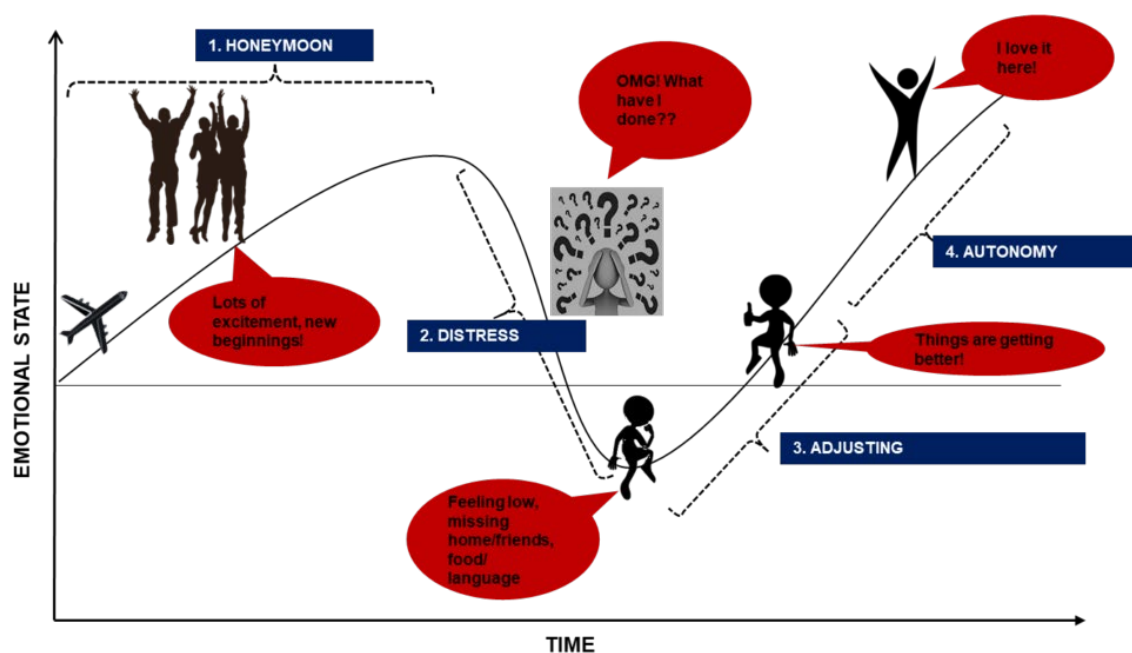 1. HONEYMOON
I love it
here!
OMG! What
have I
done??
4. AUTONOMY
Lots of
excitement, new
beginnings!
2. DISTRESS
Things are getting
better!
3. ADJUSTING
Feeling low,
missing
home/friends,
food/
language
EMOTIONAL STATE
TIME